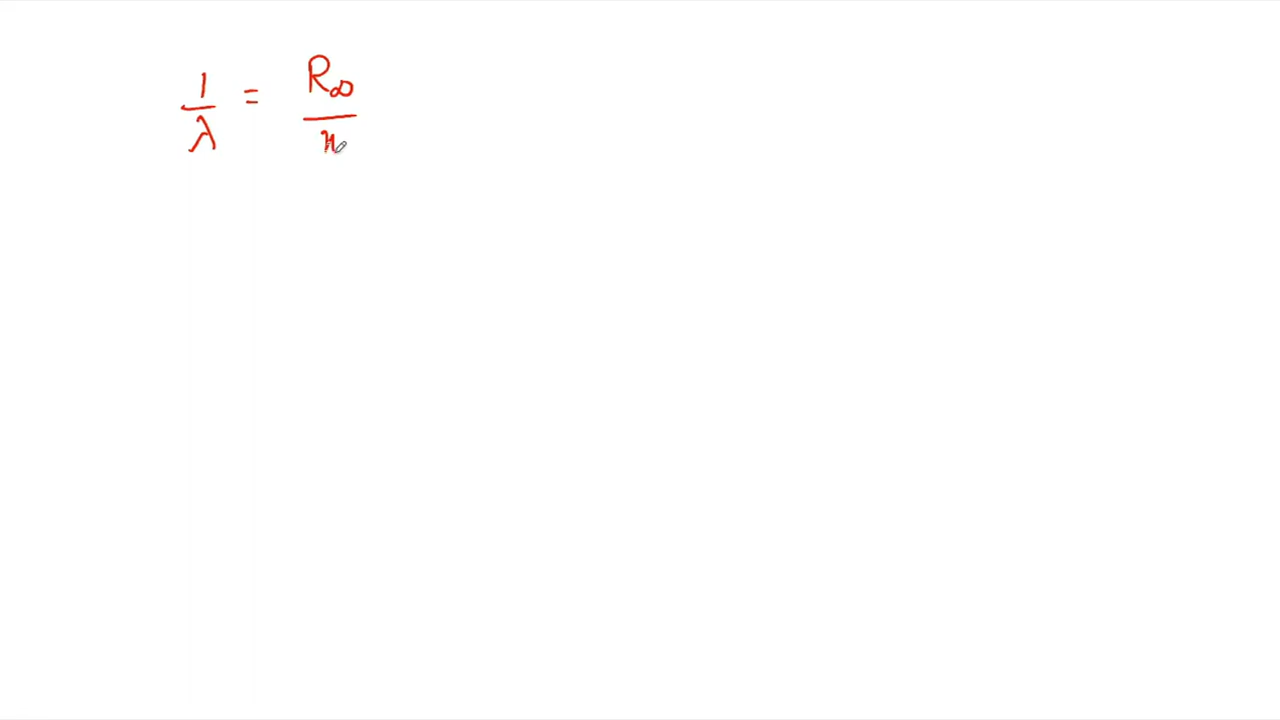 1/λ = R∞/n